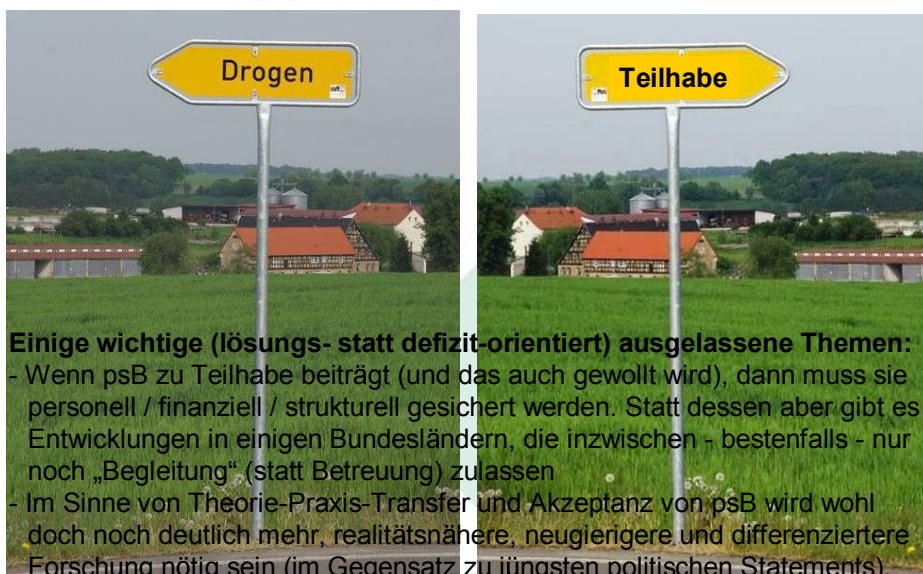 Drogen
Teilhabe
Einige wichtige (lösungs- statt defizit-orientiert) ausgelassene Themen:
- Wenn psB zu Teilhabe beiträgt (und das auch gewollt wird), dann muss sie
personell / finanziell / strukturell gesichert werden. Statt dessen aber gibt es
Entwicklungen in einigen Bundesländern, die inzwischen - bestenfalls - nur
noch „Begleitung“ (statt Betreuung) zulassen
- Im Sinne von Theorie-Praxis-Transfer und Akzeptanz von psB wird wohl
doch noch deutlich mehr, realitätsnähere, neugierigere und differenziertere
Forschung nötig sein (im Gegensatz zu jüngsten politischen Statements)